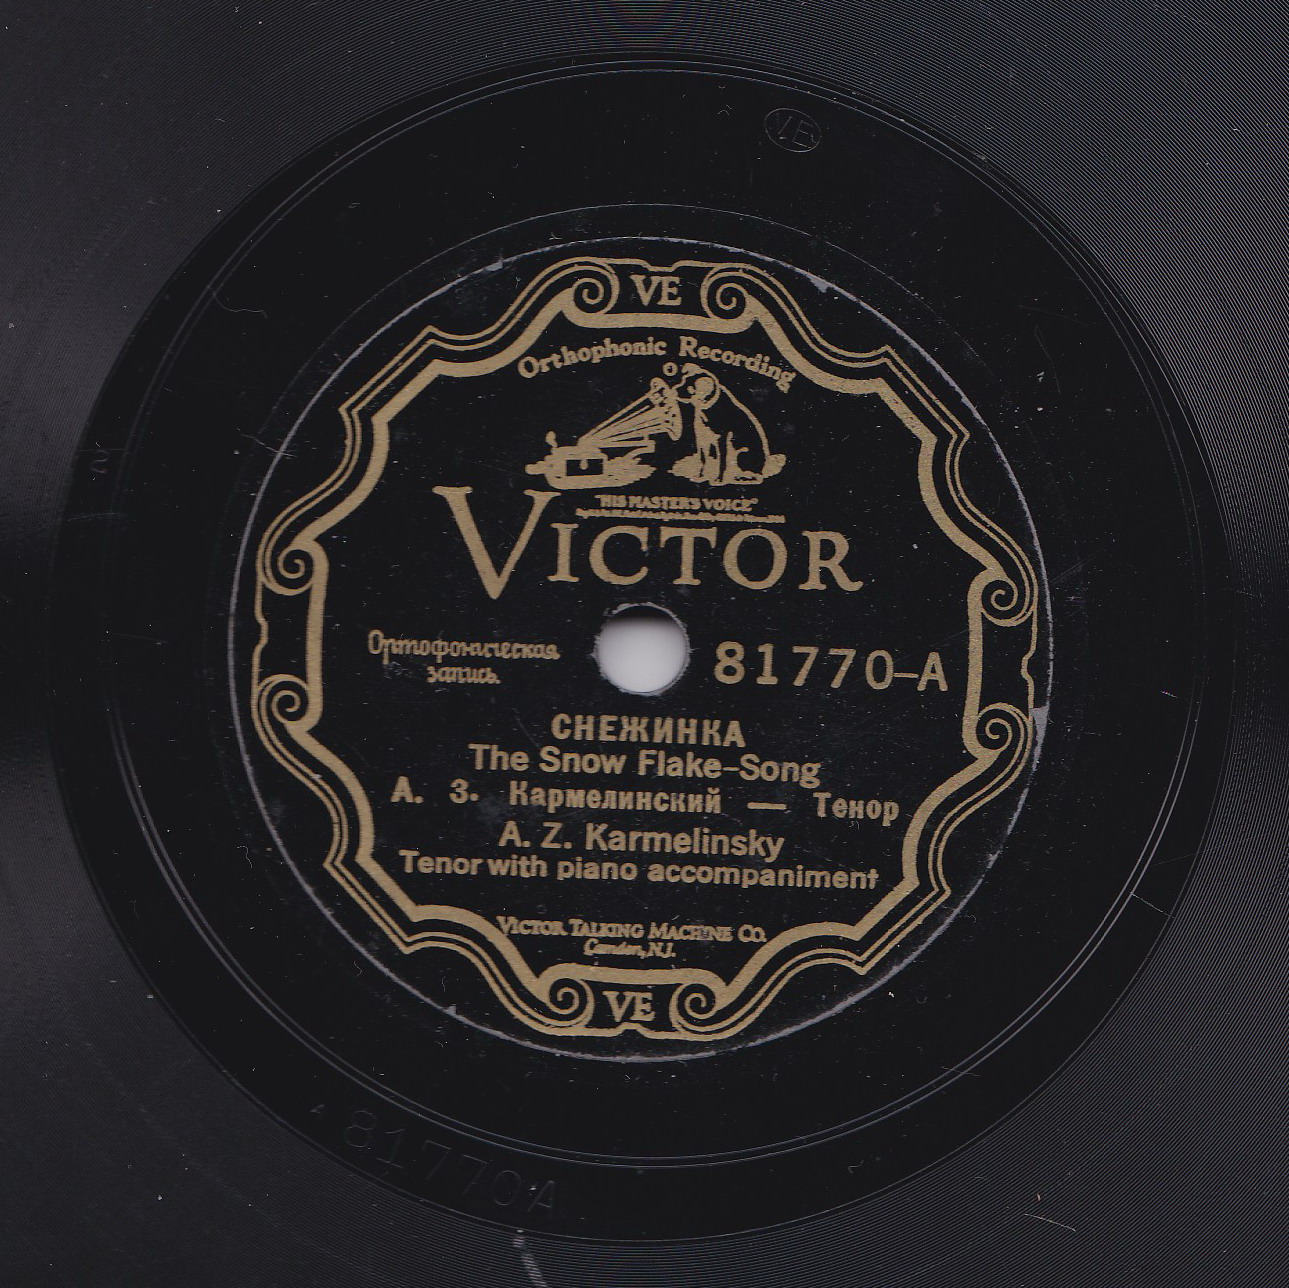 VE
VE
Orthophonic Recording
"HIS MASTER'S VOICE"
VICTOR
Ортофоническая
запись.
81770-A
СНЕЖИНКА
The Snow Flake-Song
А. З. Кармелинский — Тенор
A. Z. Karmelinsky
Tenor with piano accompaniment
VICTOR TALKING MACHINE CO.
Camden, N.J.
VE
81770A